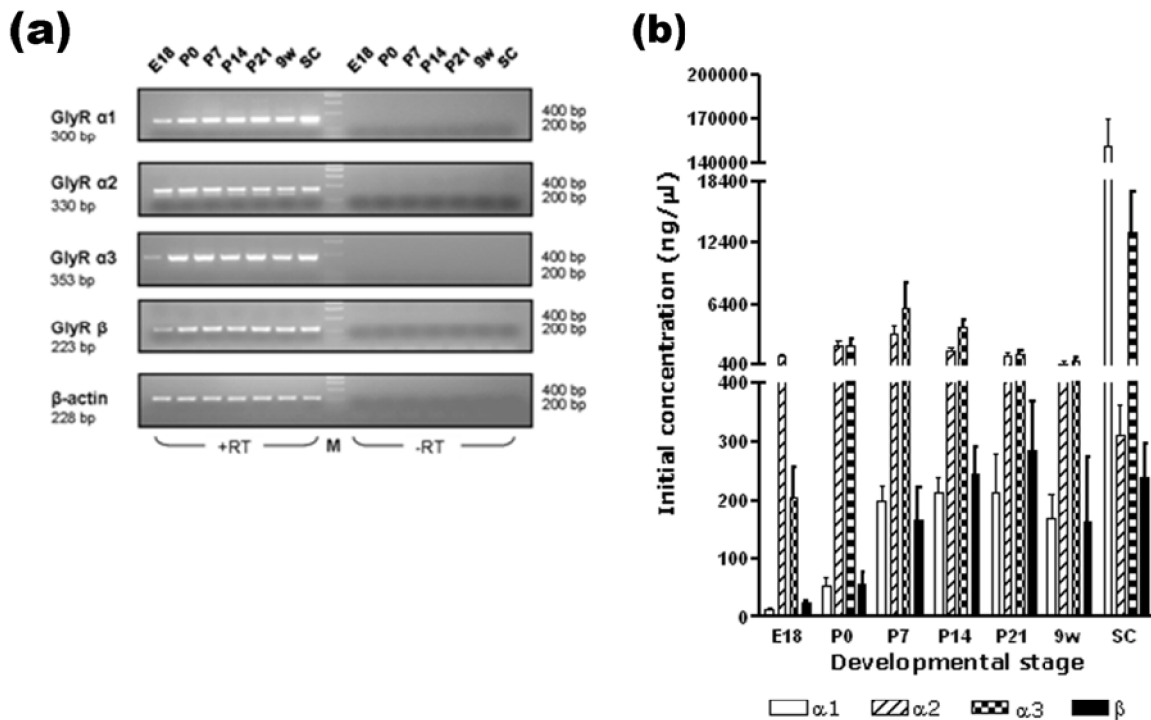 (a)
E18 P0 P7 P14 P21 9w SC E18 P0 P7 P14 P21 9w SC
GlyR α1
300 bp
400 bp
200 bp
GlyR α2
330 bp
400 bp
200 bp
GlyR α3
353 bp
400 bp
200 bp
GlyR β
223 bp
400 bp
200 bp
β-actin
228 bp
400 bp
200 bp
+RT M -RT
(b)
Initial concentration (ng/μl)
200000
170000
140000
18400
12400
6400
400
400
300
200
100
0
E18 P0 P7 P14 P21 9w SC
Developmental stage
α1 α2 α3 β